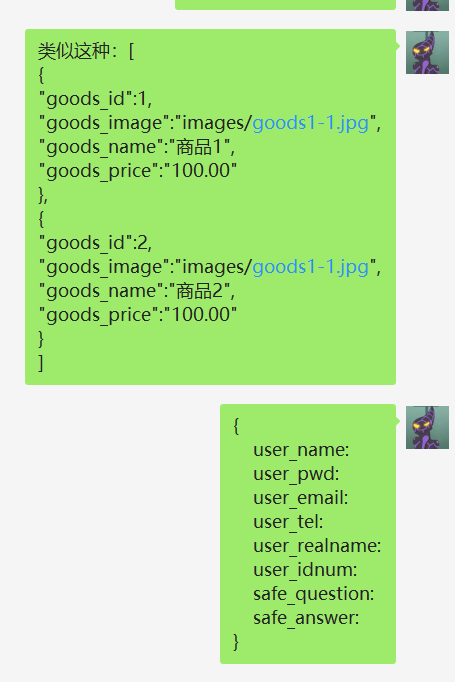 类似这种：[
{
"goods_id":1,
"goods_image":"images/goods1-1.jpg",
"goods_name":"商品1",
"goods_price":"100.00"
},
{
"goods_id":2,
"goods_image":"images/goods1-1.jpg",
"goods_name":"商品2",
"goods_price":"100.00"
}
]
{
user_name:
user_pwd:
user_email:
user_tel:
user_realname:
user_idnum:
safe_question:
safe_answer:
}